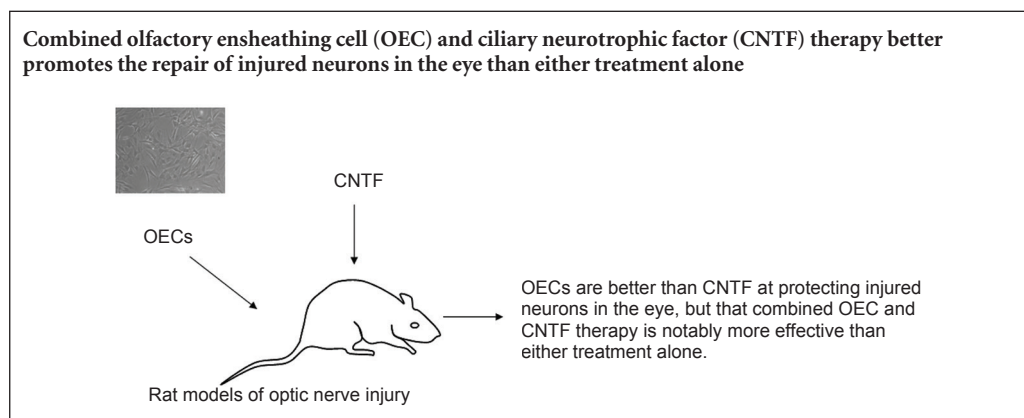 Combined olfactory ensheathing cell (OEC) and ciliary neurotrophic factor (CNTF) therapy better
promotes the repair of injured neurons in the eye than either treatment alone
CNTF
OECs
OECs are better than CNTF at protecting injured
neurons in the eye, but that combined OEC and
CNTF therapy is notably more effective than
either treatment alone.
Rat models of optic nerve injury